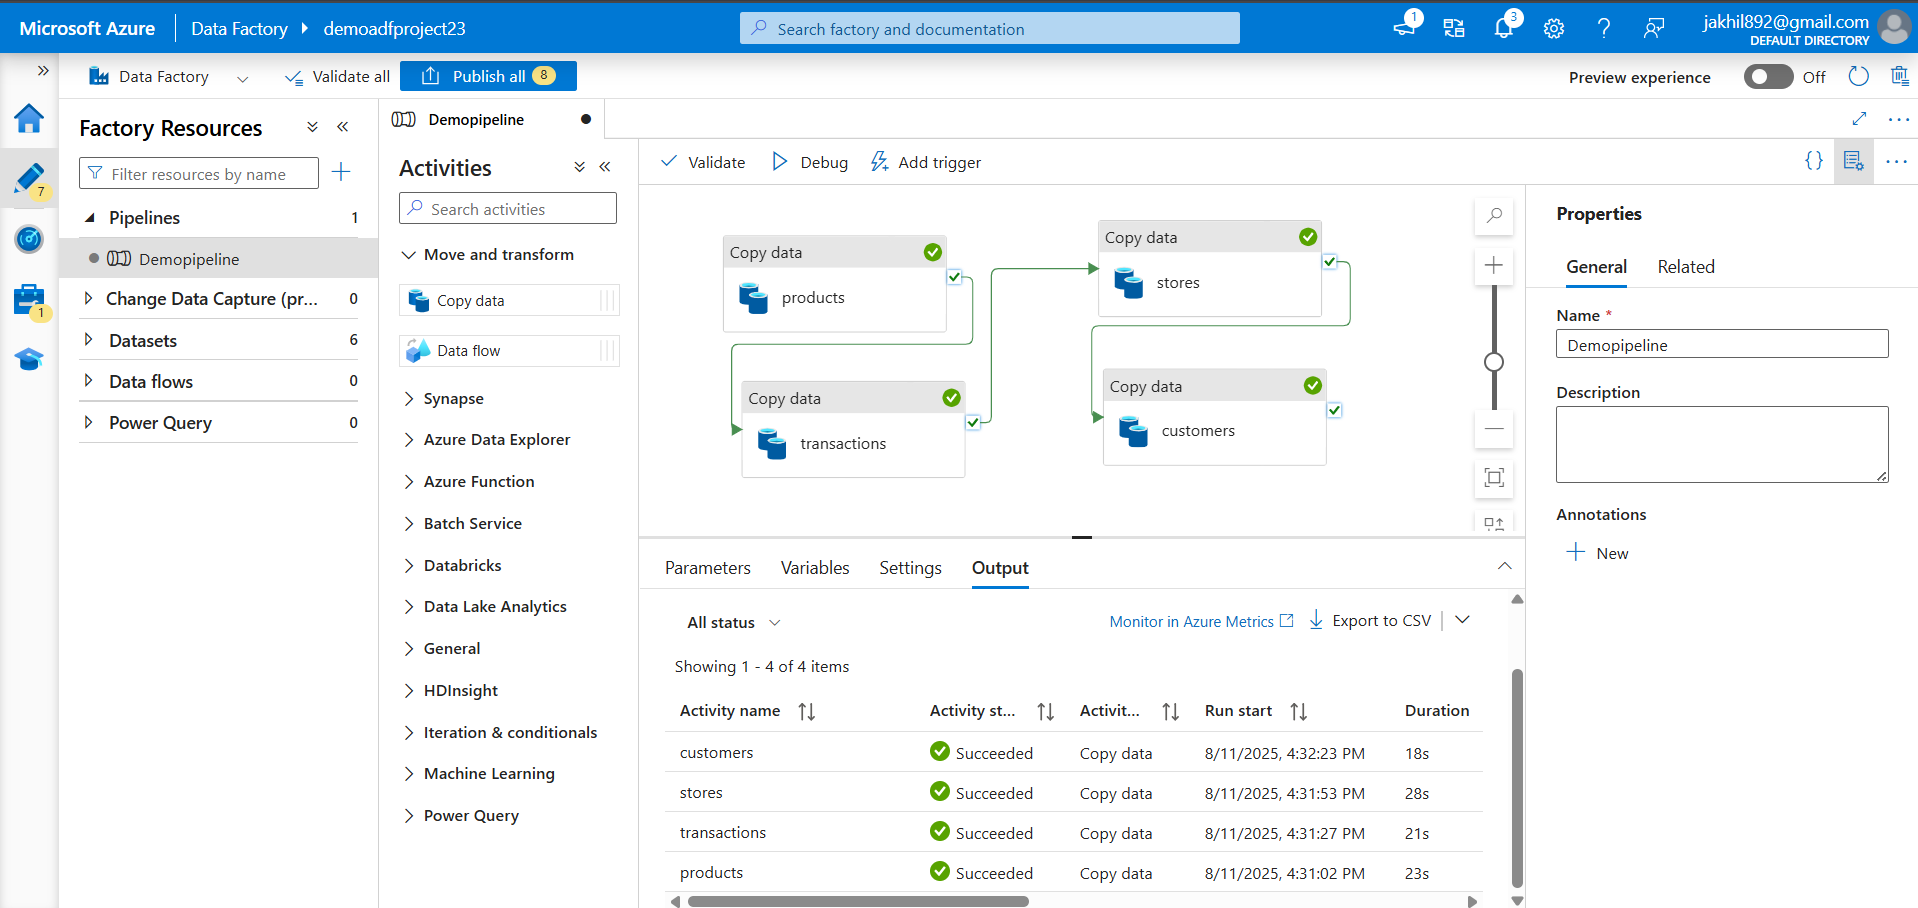 Microsoft Azure
Data Factory
demoadfproject23
Search factory and documentation
1
3
jakhil892@gmail.com
DEFAULT DIRECTORY
Data Factory
Validate all
Publish all
8
Preview experience
Off
7
1
Factory Resources
Filter resources by name
Pipelines
1
Demopipeline
Change Data Capture (pr...
0
Datasets
6
Data flows
0
Power Query
0
Demopipeline
Activities
Search activities
Move and transform
Copy data
Data flow
Synapse
Azure Data Explorer
Azure Function
Batch Service
Databricks
Data Lake Analytics
General
HDInsight
Iteration & conditionals
Machine Learning
Power Query
Validate
Debug
Add trigger
{}
Copy data
products
Copy data
transactions
Copy data
stores
Copy data
customers
Parameters
Variables
Settings
Output
All status
Monitor in Azure Metrics
Export to CSV
Showing 1 - 4 of 4 items
Activity name Activity st... Activit... Run start Duration
customers Succeeded Copy data 8/11/2025, 4:32:23 PM 18s
stores Succeeded Copy data 8/11/2025, 4:31:53 PM 28s
transactions Succeeded Copy data 8/11/2025, 4:31:27 PM 21s
products Succeeded Copy data 8/11/2025, 4:31:02 PM 23s
Properties
General
Related
Name *
Demopipeline
Description
Annotations
New